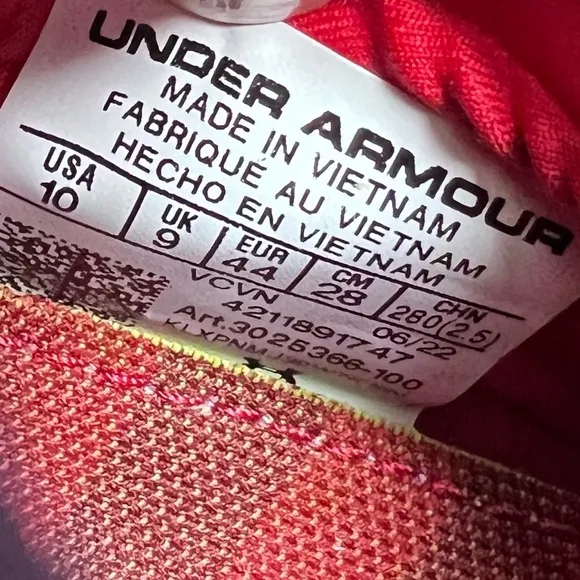 UNDER ARMOUR
MADE IN VIETNAM
FABRIQUÉ AU VIETNAM
HECHO EN VIETNAM
USA UK EUR CM CHN
10 9 44 28 280(2.5)
VCVN 06/22
4211891747
Art.3025366-100